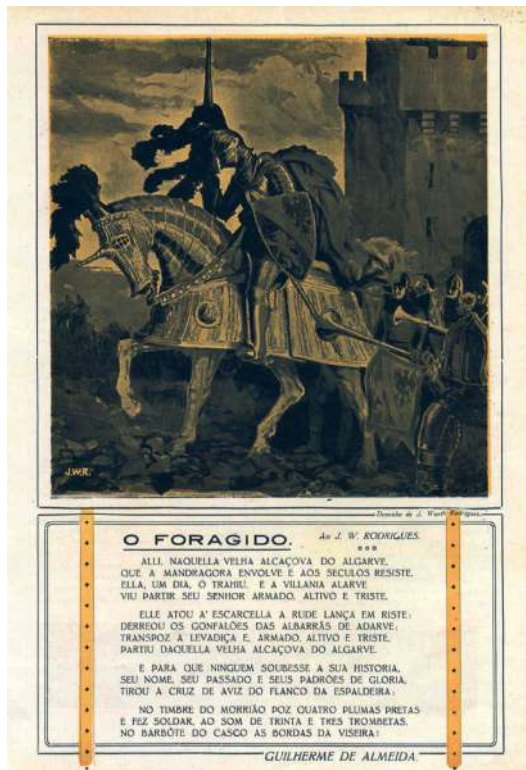 J.W.R.
Desenho de J. Wasth Rodrigues.
O FORAGIDO.
Ao J. W. RODRIGUES.
ALLI, NAQUELLA VELHA ALCAÇOVA DO ALGARVE,
QUE A MANDRAGORA ENVOLVE E AOS SECULOS RESISTE,
ELLA, UM DIA, O TRAHIU. E A VILLANIA ALARVE
VIU PARTIR SEU SENHOR ARMADO, ALTIVO E TRISTE.
ELLE ATOU A' ESCARCELLA A RUDE LANÇA EM RISTE;
DERREOU OS GONFALÕES DAS ALBARRÃS DE ADARVE;
TRANSPOZ A LEVADIÇA E, ARMADO, ALTIVO E TRISTE,
PARTIU DAQUELLA VELHA ALCAÇOVA DO ALGARVE.
E PARA QUE NINGUEM SOUBESSE A SUA HISTORIA,
SEU NOME, SEU PASSADO E SEUS PADRÕES DE GLORIA,
TIROU A CRUZ DE AVIZ DO FLANCO DA ESPALDEIRA;
NO TIMBRE DO MORRIÃO POZ QUATRO PLUMAS PRETAS
E FEZ SOLDAR, AO SOM DE TRINTA E TRES TROMBETAS,
NO BARBÓTE DO CASCO AS BORDAS DA VISEIRA!
GUILHERME DE ALMEIDA.